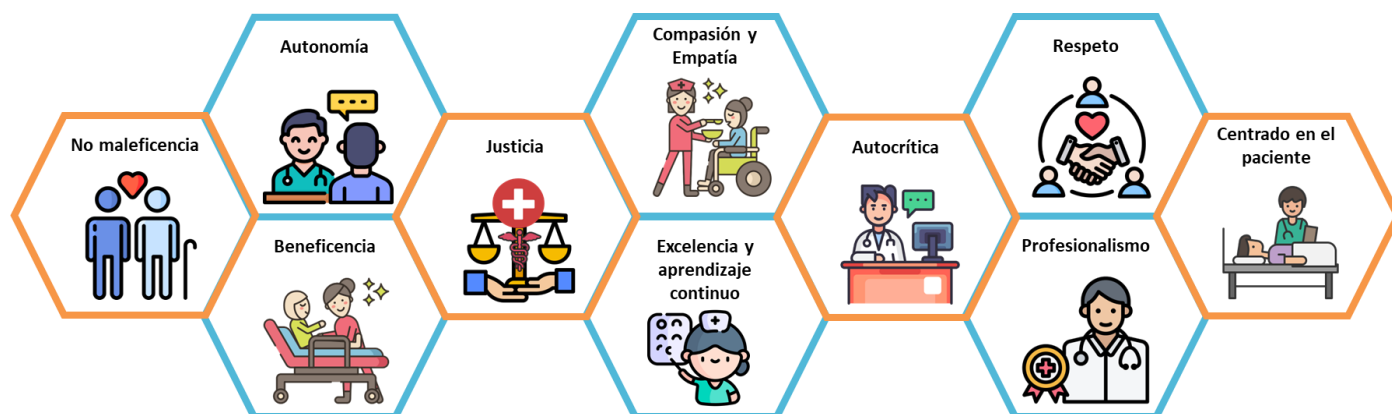 No maleficencia
Autonomía
Beneficencia
Justicia
Compasión y
Empatía
Excelencia y
aprendizaje
continuo
Autocrítica
Respeto
Profesionalismo
Centrado en el
paciente